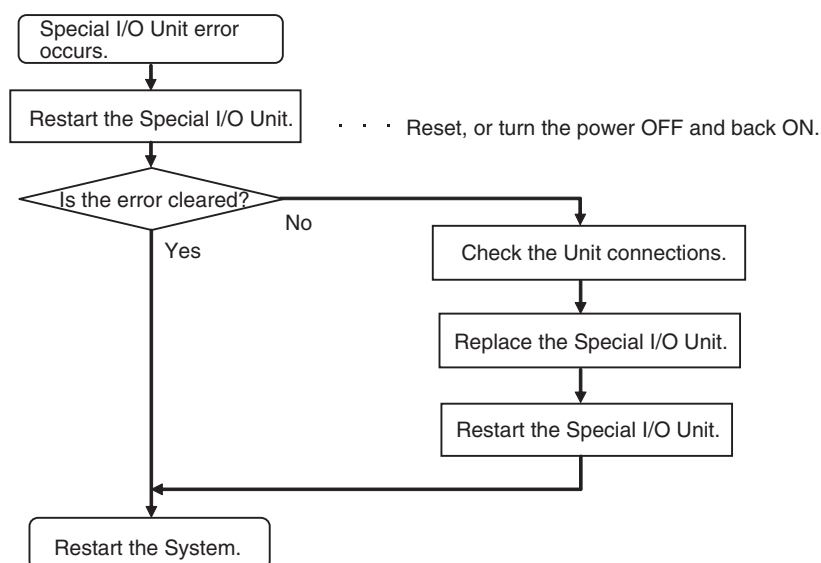 Special I/O Unit error
occurs.
Restart the Special I/O Unit.
· · · Reset, or turn the power OFF and back ON.
Is the error cleared?
No
Yes
Check the Unit connections.
Replace the Special I/O Unit.
Restart the Special I/O Unit.
Restart the System.